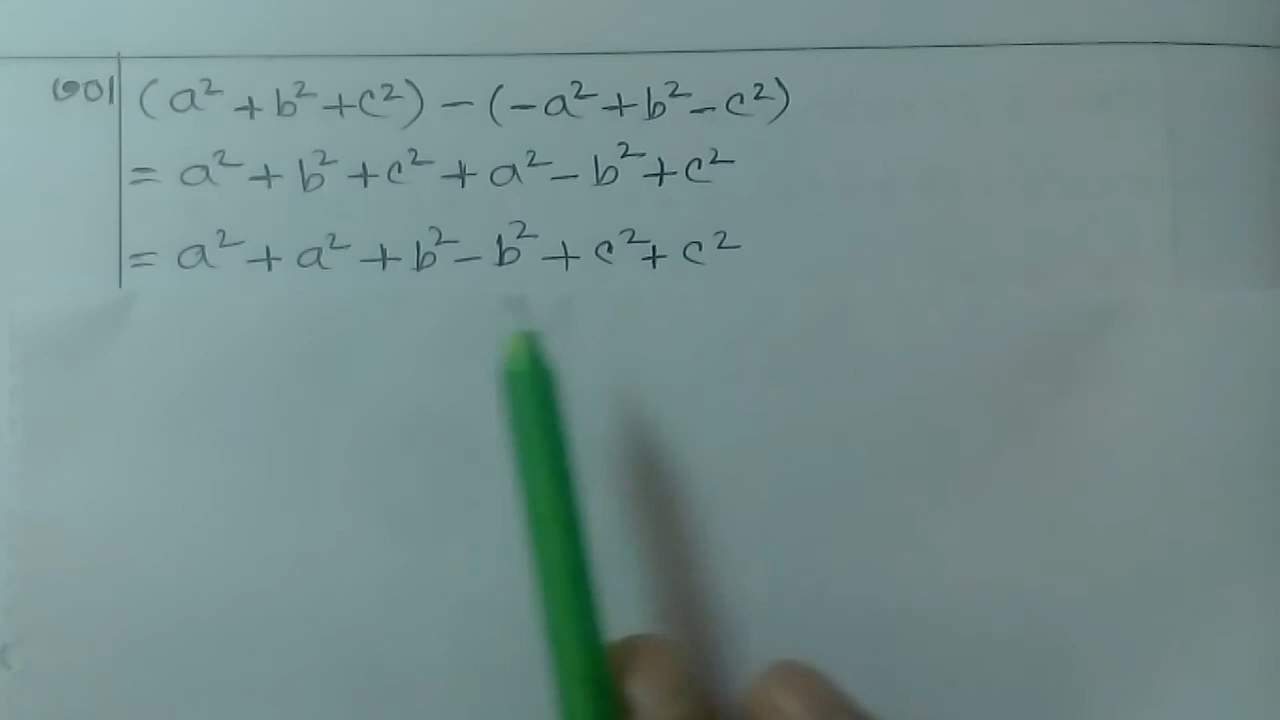 (a² + b² + c²) - (-a² + b² - c²)
= a² + b² + c² + a² - b² + c²
= a² + a² + b² - b² + c² + c²